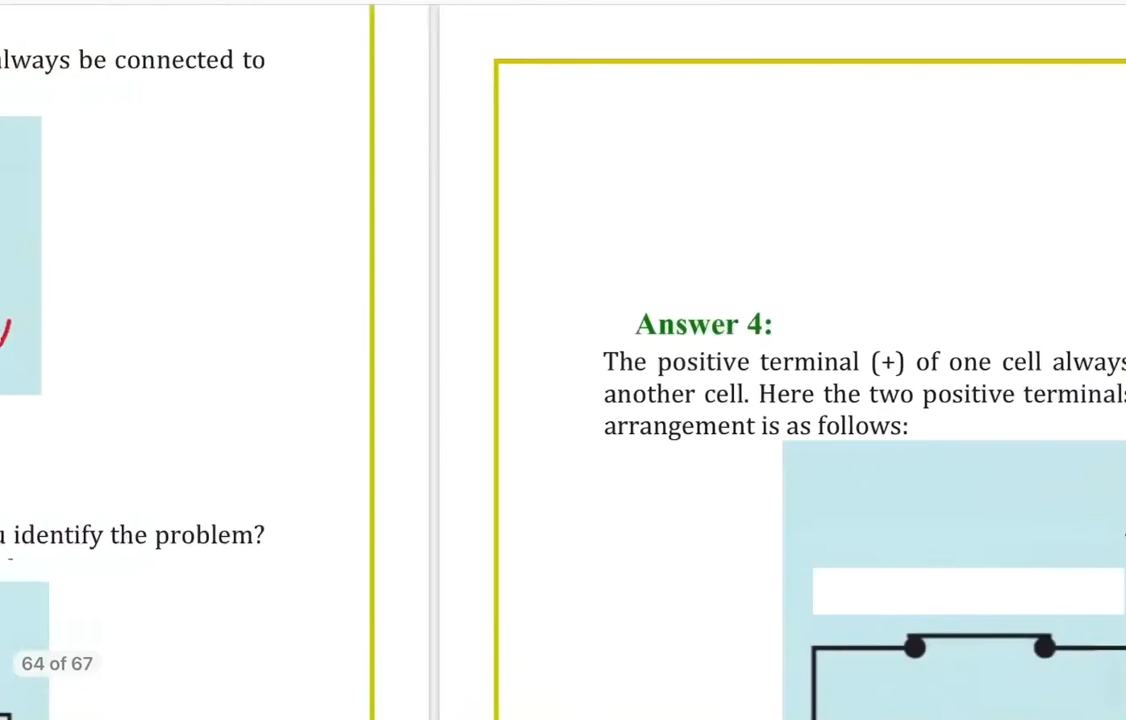 always be connected to
identify the problem?
64 of 67
Answer 4:
The positive terminal (+) of one cell always
another cell. Here the two positive terminals
arrangement is as follows: